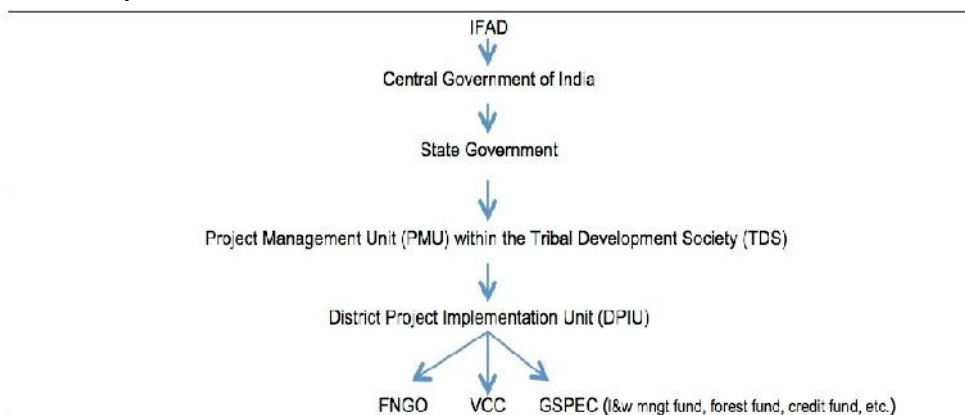 IFAD
Central Government of India
State Government
Project Management Unit (PMU) within the Tribal Development Society (TDS)
District Project Implementation Unit (DPIU)
FNGO VCC GSPEC (l&w mngt fund, forest fund, credit fund, etc.)